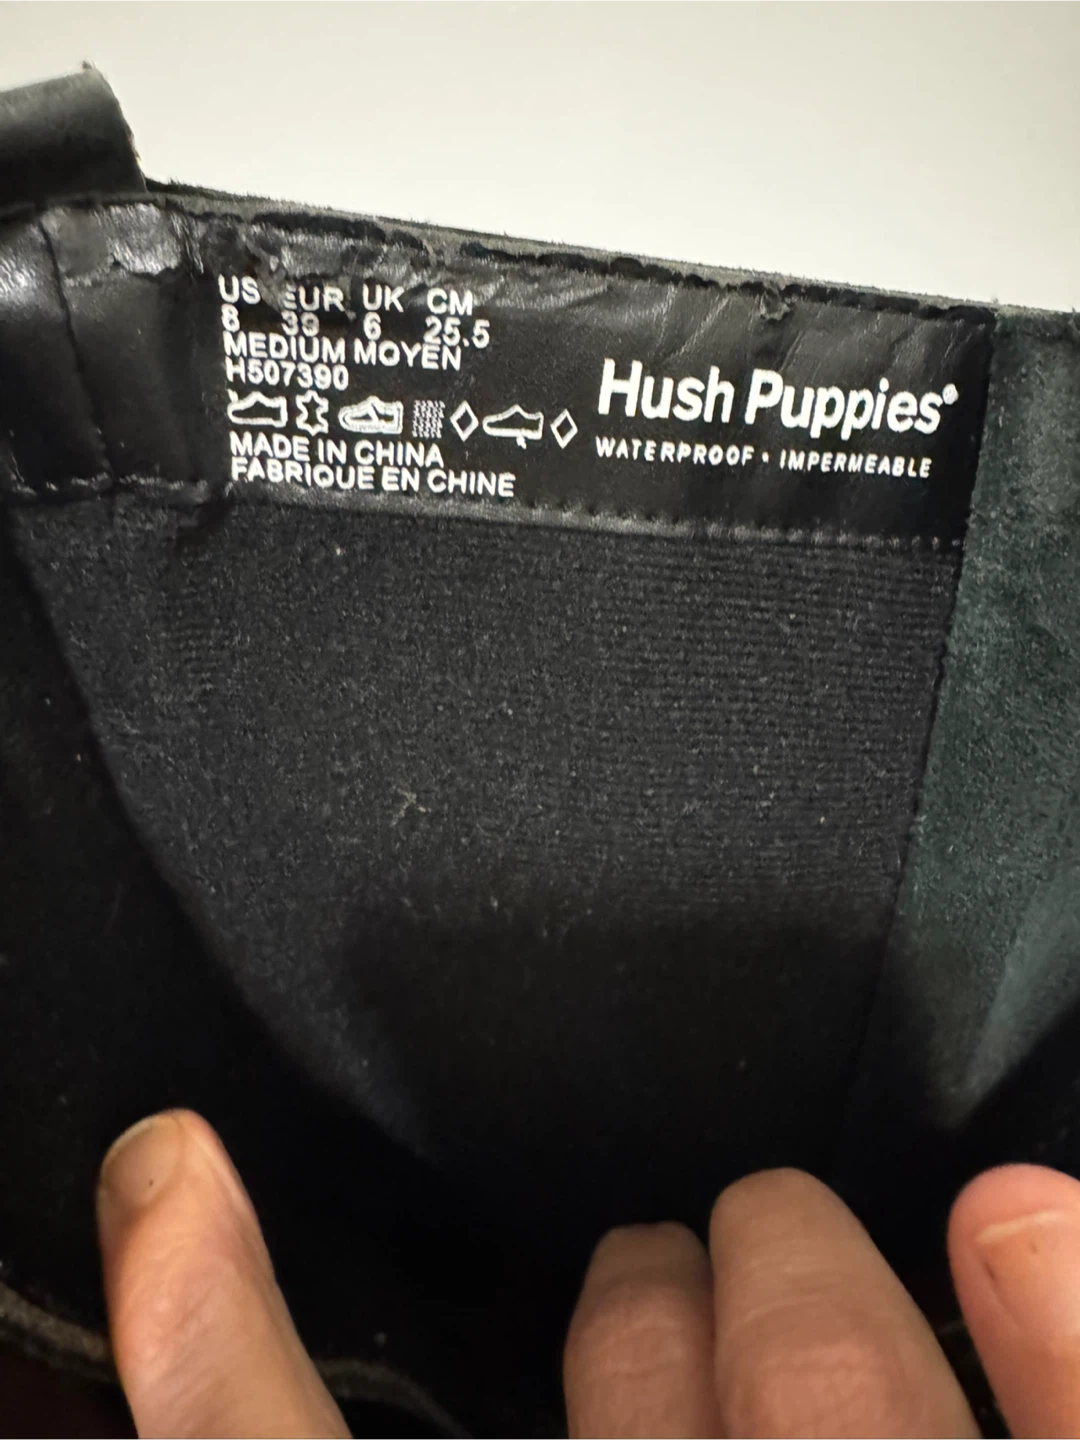 US EUR UK CM
8 39 6 25.5
MEDIUM MOYEN
H507390
MADE IN CHINA
FABRIQUÉ EN CHINE
Hush Puppies®
WATERPROOF • IMPERMEABLE